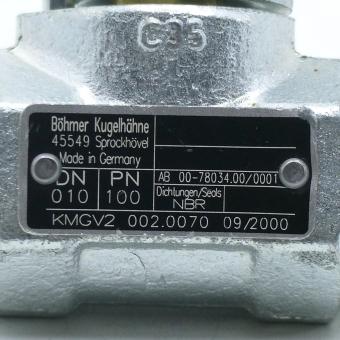 C35
Böhmer Kugelhähne
45549 Sprockhövel
Made in Germany
DN PN
010 100
AB 00-78034.00/0001
Dichtungen/Seals
NBR
KMGV2 002.0070 09/2000